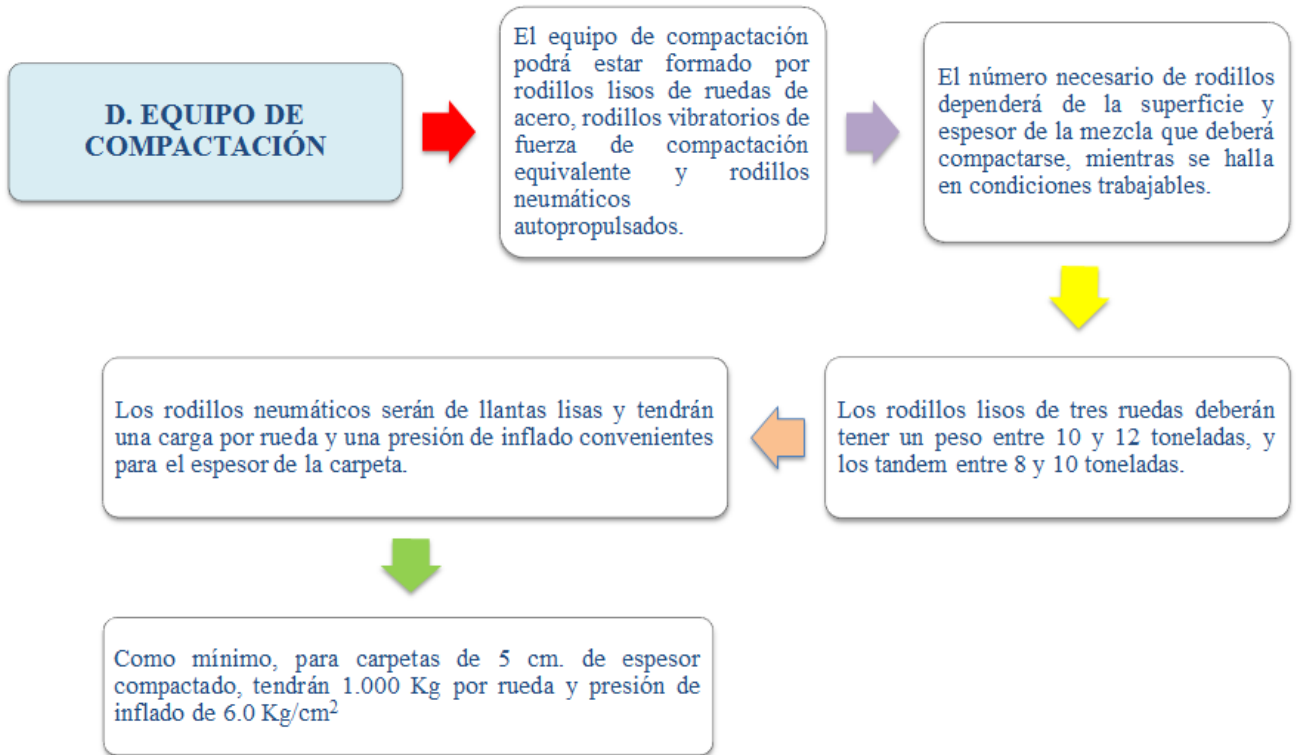 D. EQUIPO DE
COMPACTACIÓN
El equipo de compactación
podrá estar formado por
rodillos lisos de ruedas de
acero, rodillos vibratorios de
fuerza de compactación
equivalente y rodillos
neumáticos
autopropulsados.
El número necesario de rodillos
dependerá de la superficie y
espesor de la mezcla que deberá
compactarse, mientras se halla
en condiciones trabajables.
Los rodillos lisos de tres ruedas deberán
tener un peso entre 10 y 12 toneladas, y
los tandem entre 8 y 10 toneladas.
Los rodillos neumáticos serán de llantas lisas y tendrán
una carga por rueda y una presión de inflado convenientes
para el espesor de la carpeta.
Como mínimo, para carpetas de 5 cm. de espesor
compactado, tendrán 1.000 Kg por rueda y presión de
inflado de 6.0 Kg/cm²